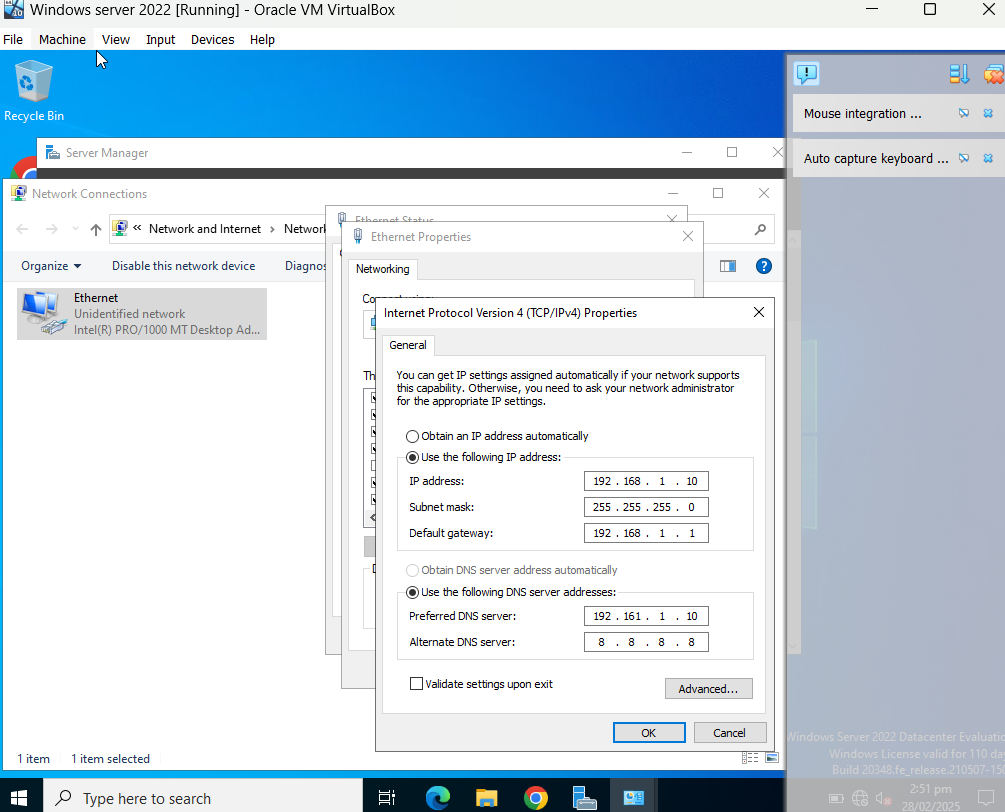 Windows server 2022 [Running] - Oracle VM VirtualBox
File Machine View Input Devices Help
Recycle Bin
Mouse integration ...
Auto capture keyboard ...
Server Manager
Network Connections
Network and Internet
Ethernet Status
Ethernet Properties
Organize Disable this network device
Networking
Ethernet
Unidentified network
Intel(R) PRO/1000 MT Desktop Ad...
Internet Protocol Version 4 (TCP/IPv4) Properties
General
You can get IP settings assigned automatically if your network supports
this capability. Otherwise, you need to ask your network administrator
for the appropriate IP settings.
Obtain an IP address automatically
Use the following IP address:
IP address: 192 . 168 . 1 . 10
Subnet mask: 255 . 255 . 255 . 0
Default gateway: 192 . 168 . 1 . 1
Obtain DNS server address automatically
Use the following DNS server addresses:
Preferred DNS server: 192 . 161 . 1 . 10
Alternate DNS server: 8 . 8 . 8 . 8
Validate settings upon exit
Advanced...
OK Cancel
1 item 1 item selected
Windows Server 2022 Datacenter Evaluatio
Windows License valid for 110 da
Build 20348.fe_release.210507-150
Type here to search
2:51 pm
28/02/2025